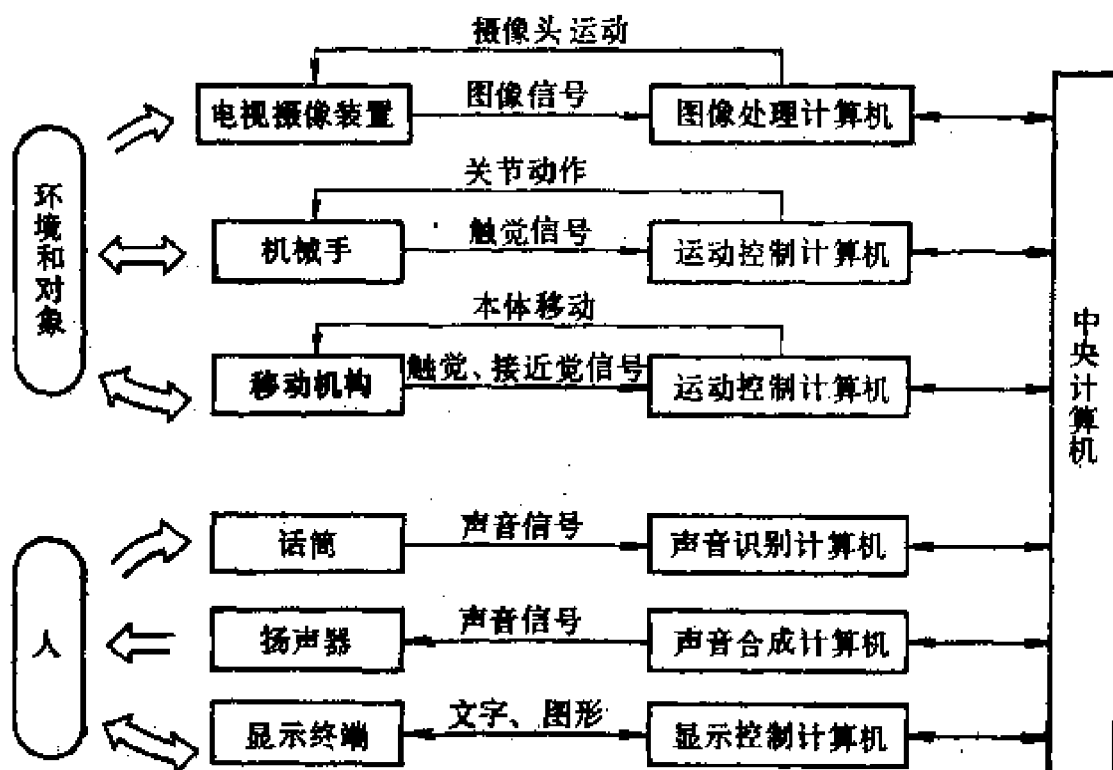 摄像头运动
电视摄像装置
图像信号
图像处理计算机
关节动作
机械手
触觉信号
运动控制计算机
本体移动
移动机构
触觉、接近觉信号
运动控制计算机
环境和对象
中央计算机
话筒
声音信号
声音识别计算机
人
扬声器
声音信号
声音合成计算机
显示终端
文字、图形
显示控制计算机